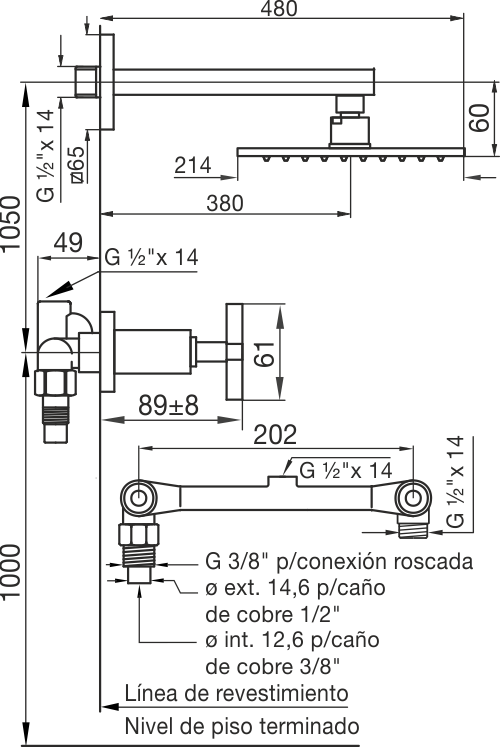 480
G ½"x 14
⌀65
60
214
380
1050
49
G ½"x 14
61
89±8
202
G ½"x 14
G ½"x 14
1000
G 3/8" p/conexión roscada
ø ext. 14,6 p/caño
de cobre 1/2"
ø int. 12,6 p/caño
de cobre 3/8"
Línea de revestimiento
Nivel de piso terminado